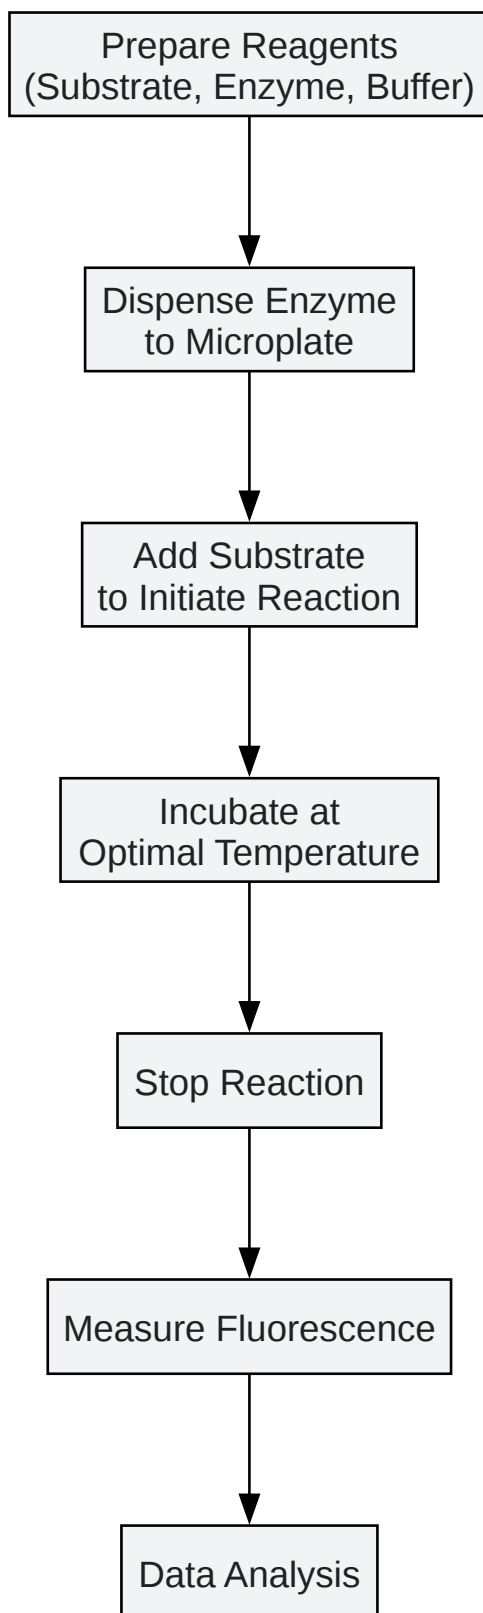 Prepare Reagents
(Substrate, Enzyme, Buffer)
Dispense Enzyme
to Microplate
Add Substrate
to Initiate Reaction
Incubate at
Optimal Temperature
Stop Reaction
Measure Fluorescence
Data Analysis